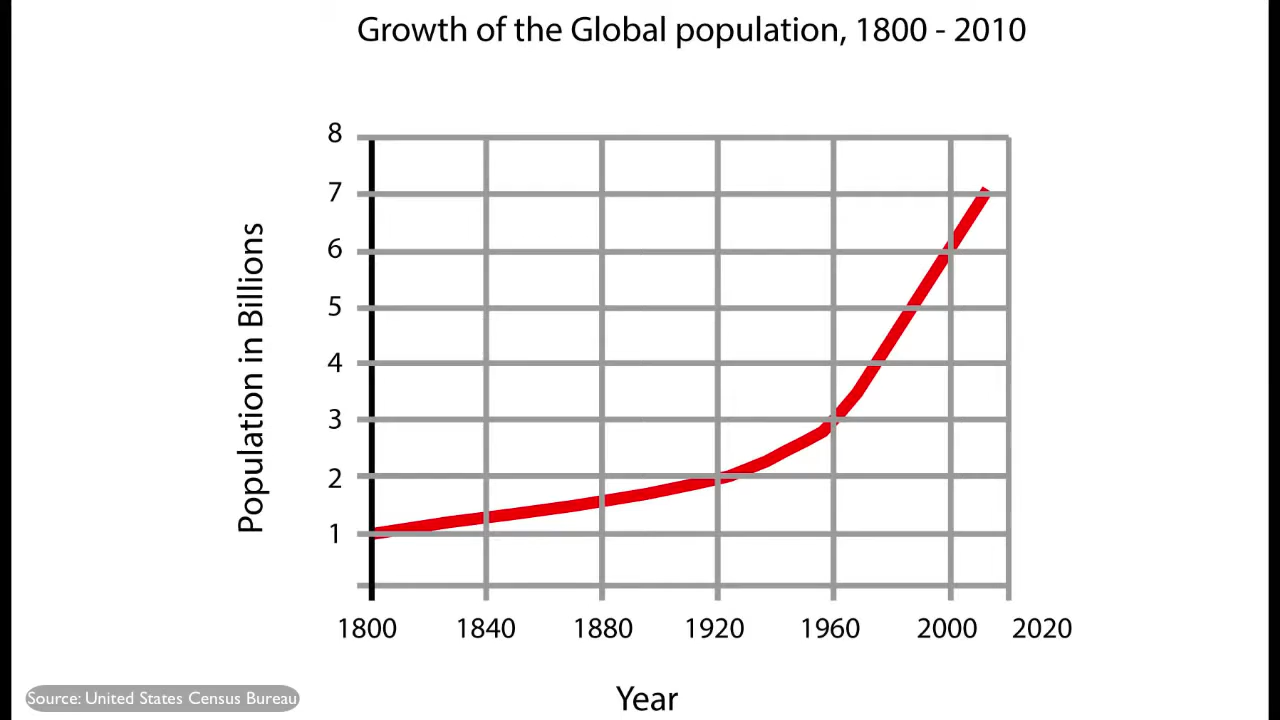 Growth of the Global population, 1800 - 2010
8
7
6
5
4
3
2
1
Population in Billions
1800 1840 1880 1920 1960 2000 2020
Year
Source: United States Census Bureau